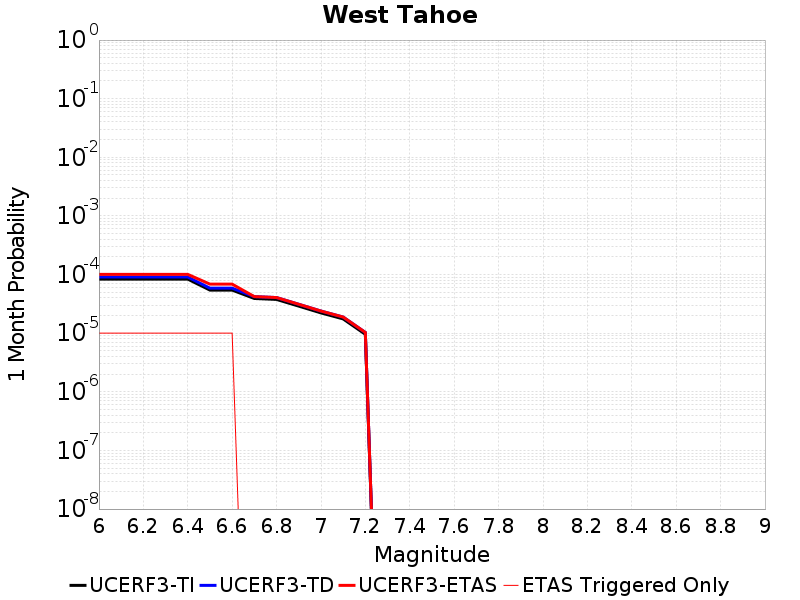 West Tahoe
10^0
10^-1
10^-2
10^-3
10^-4
10^-5
10^-6
10^-7
10^-8
1 Month Probability
6 6.2 6.4 6.6 6.8 7 7.2 7.4 7.6 7.8 8 8.2 8.4 8.6 8.8 9
Magnitude
UCERF3-TI UCERF3-TD UCERF3-ETAS ETAS Triggered Only